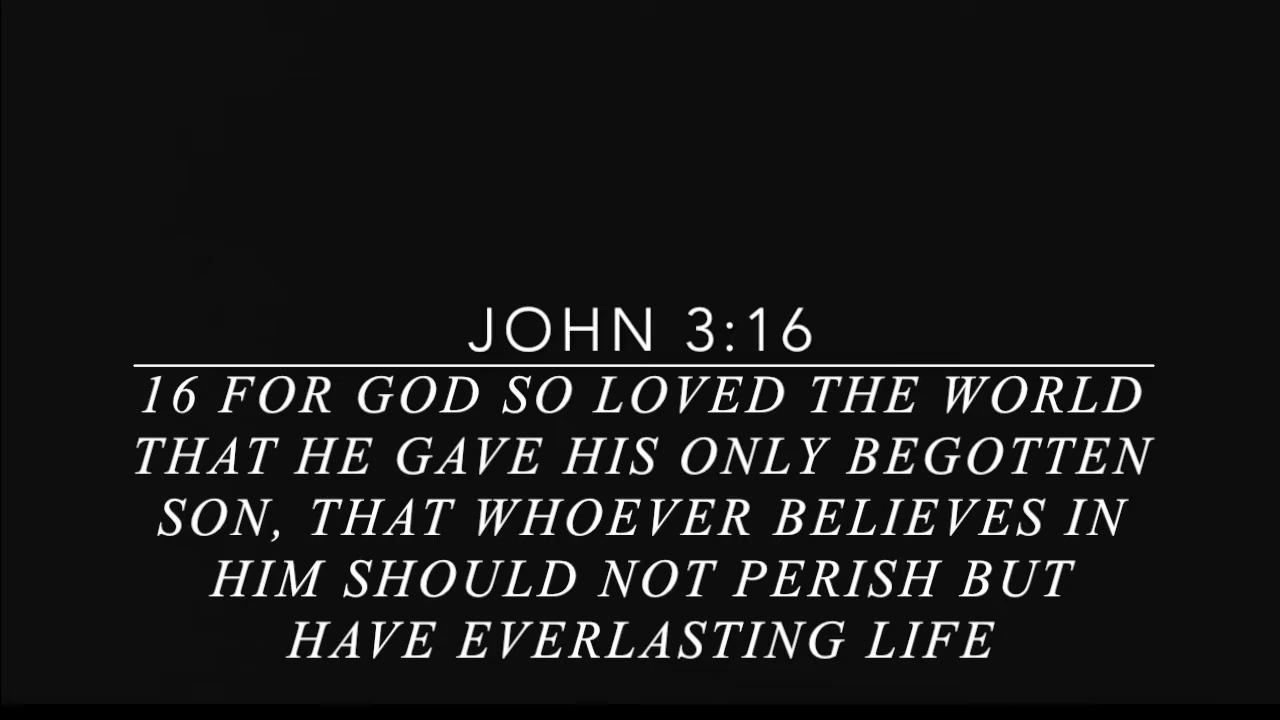 JOHN 3:16
16 FOR GOD SO LOVED THE WORLD
THAT HE GAVE HIS ONLY BEGOTTEN
SON, THAT WHOEVER BELIEVES IN
HIM SHOULD NOT PERISH BUT
HAVE EVERLASTING LIFE